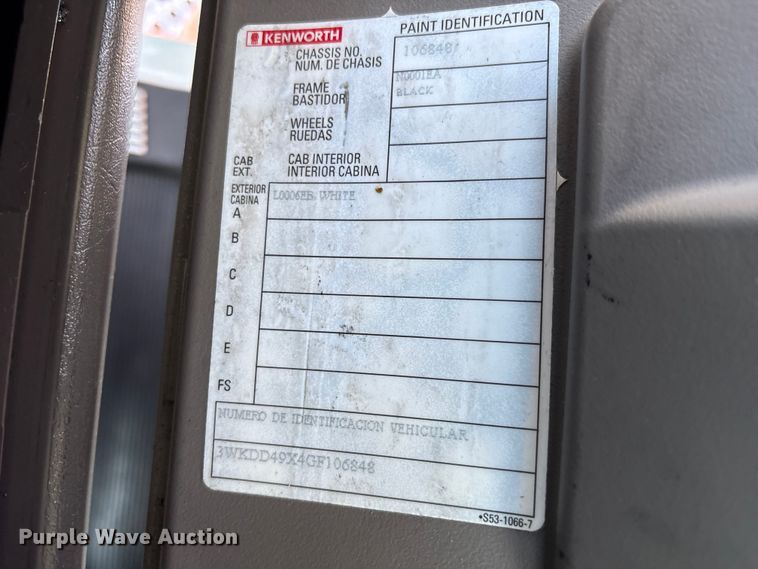 KENWORTH
PAINT IDENTIFICATION
CHASSIS NO.
NUM. DE CHASIS
106848
FRAME
BASTIDOR
N0001EA
BLACK
WHEELS
RUEDAS
CAB
EXT.
CAB INTERIOR
INTERIOR CABINA
EXTERIOR
CABINA
A
L0006EB WHITE
B
C
D
E
FS
NUMERO DE IDENTIFICACION VEHICULAR
3WKDD49X4GF106848
*S53-1066-7
Purple Wave Auction